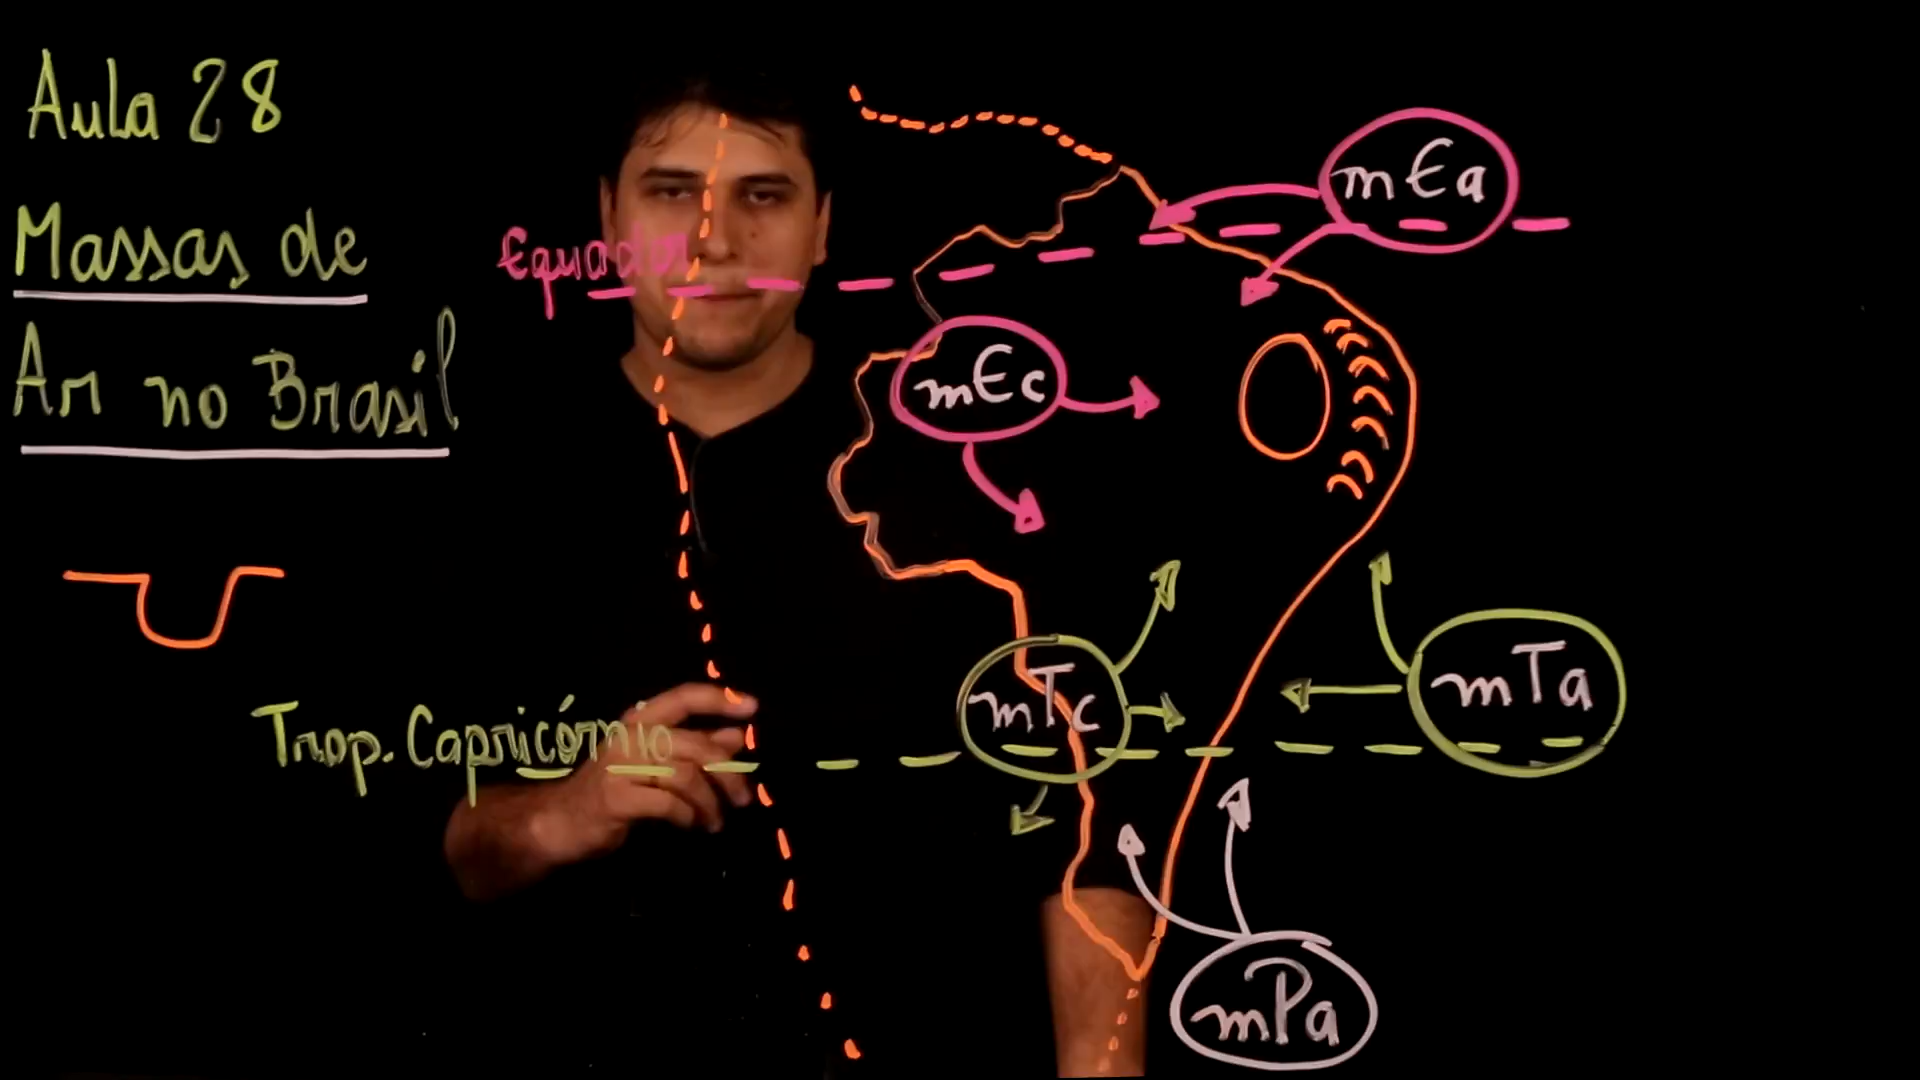 Aula 28
Massas de
Ar no Brasil
mEa
Equador
mEc
mTc
mTa
Trop. Capricórnio
mPa